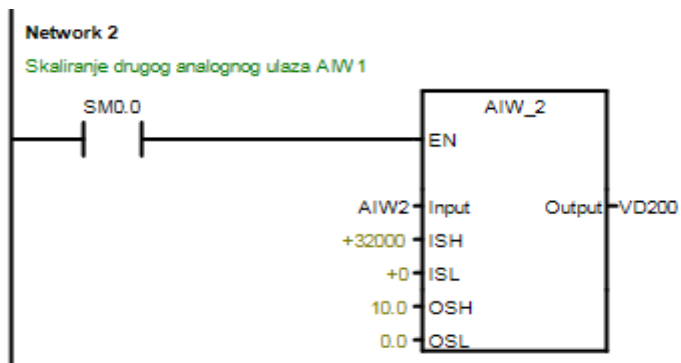 Network 2
Skaliranje drugog analognog ulaza AIW1
SM0.0
AIW_2
EN
AIW2 Input Output VD200
+32000 ISH
+0 ISL
10.0 OSH
0.0 OSL